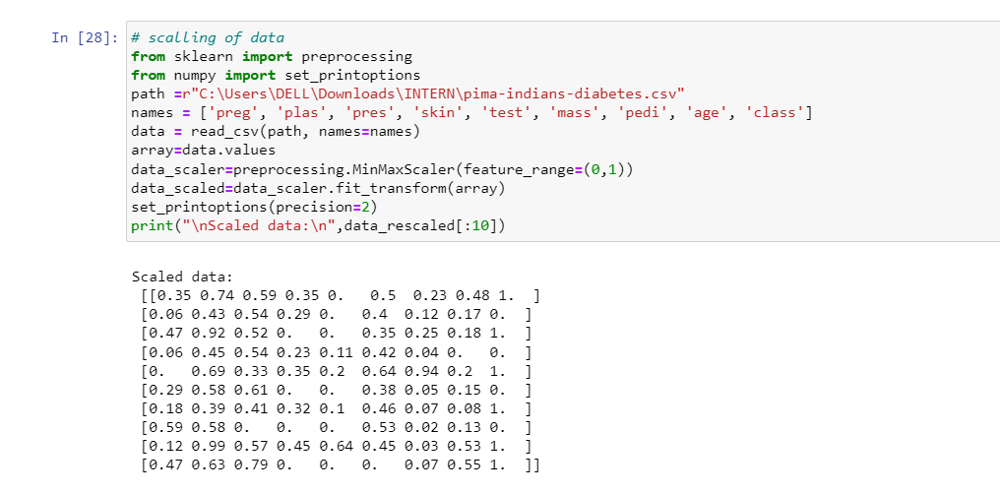 In [28]: # scalling of data
from sklearn import preprocessing
from numpy import set_printoptions
path =r"C:\Users\DELL\Downloads\INTERN\pima-indians-diabetes.csv"
names = ['preg', 'plas', 'pres', 'skin', 'test', 'mass', 'pedi', 'age', 'class']
data = read_csv(path, names=names)
array=data.values
data_scaler=preprocessing.MinMaxScaler(feature_range=(0,1))
data_scaled=data_scaler.fit_transform(array)
set_printoptions(precision=2)
print("\nScaled data:\n",data_rescaled[:10])
Scaled data:
[[0.35 0.74 0.59 0.35 0.   0.5  0.23 0.48 1.  ]
[0.06 0.43 0.54 0.29 0.   0.4  0.12 0.17 0.  ]
[0.47 0.92 0.52 0.   0.   0.35 0.25 0.18 1.  ]
[0.06 0.45 0.54 0.23 0.11 0.42 0.04 0.   0.  ]
[0.   0.69 0.33 0.35 0.2  0.64 0.94 0.2  1.  ]
[0.29 0.58 0.61 0.   0.   0.38 0.05 0.15 0.  ]
[0.18 0.39 0.41 0.32 0.1  0.46 0.07 0.08 1.  ]
[0.59 0.58 0.   0.   0.   0.53 0.02 0.13 0.  ]
[0.12 0.99 0.57 0.45 0.64 0.45 0.03 0.53 1.  ]
[0.47 0.63 0.79 0.   0.   0.   0.07 0.55 1.  ]]